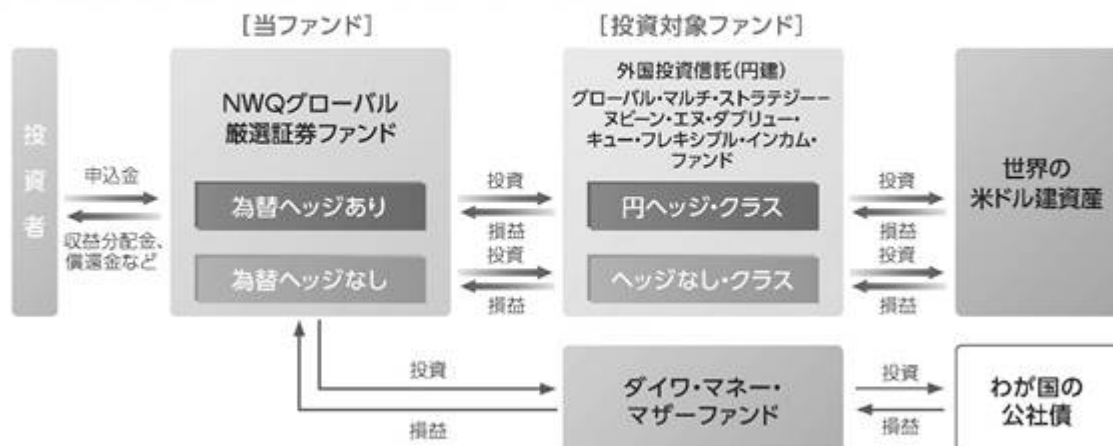 [当ファンド]
[投資対象ファンド]
投資者
申込金
収益分配金、
償還金など
NWQグローバル
厳選証券ファンド
為替ヘッジあり
為替ヘッジなし
投資
損益
投資
損益
外国投資信託(円建)
グローバル・マルチ・ストラテジー－
ヌビーン・エヌ・ダブリュー・
キュー・フレキシブル・インカム・
ファンド
円ヘッジ・クラス
ヘッジなし・クラス
投資
損益
投資
損益
世界の
米ドル建資産
投資
損益
ダイワ・マネー・
マザーファンド
投資
損益
わが国の
公社債